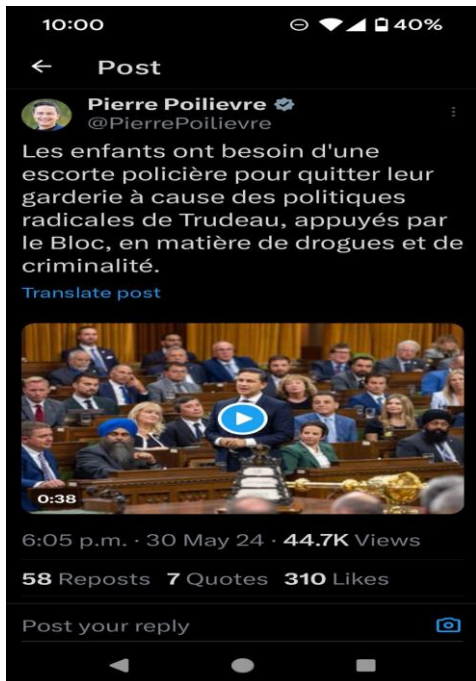 10:00
40%
Post
Pierre Poilievre
@PierrePoilievre
Les enfants ont besoin d'une
escorte policière pour quitter leur
garderie à cause des politiques
radicales de Trudeau, appuyés par
le Bloc, en matière de drogues et de
criminalité.
Translate post
0:38
6:05 p.m. · 30 May 24 · 44.7K Views
58 Reposts 7 Quotes 310 Likes
Post your reply